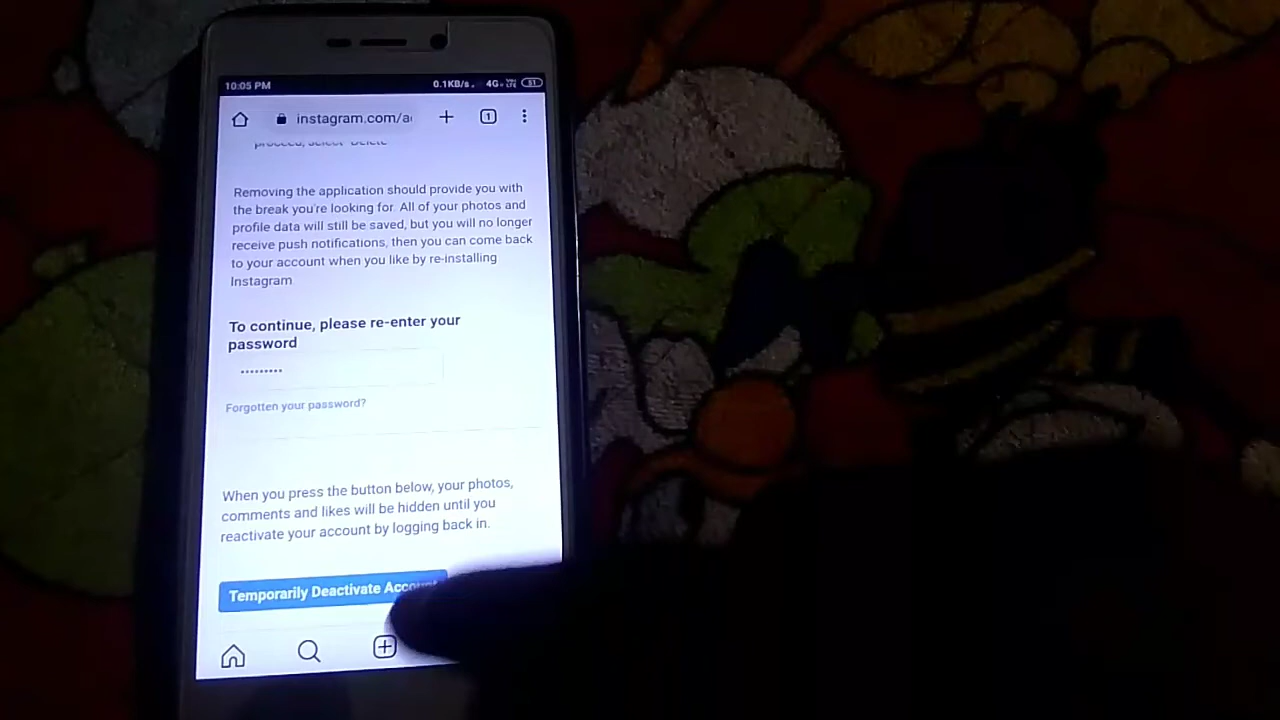 10:05 PM 0.1KB/s 4G 51
instagram.com/a
1
Removing the application should provide you with
the break you're looking for. All of your photos and
profile data will still be saved, but you will no longer
receive push notifications, then you can come back
to your account when you like by re-installing
Instagram
To continue, please re-enter your
password
Forgotten your password?
When you press the button below, your photos,
comments and likes will be hidden until you
reactivate your account by logging back in.
Temporarily Deactivate